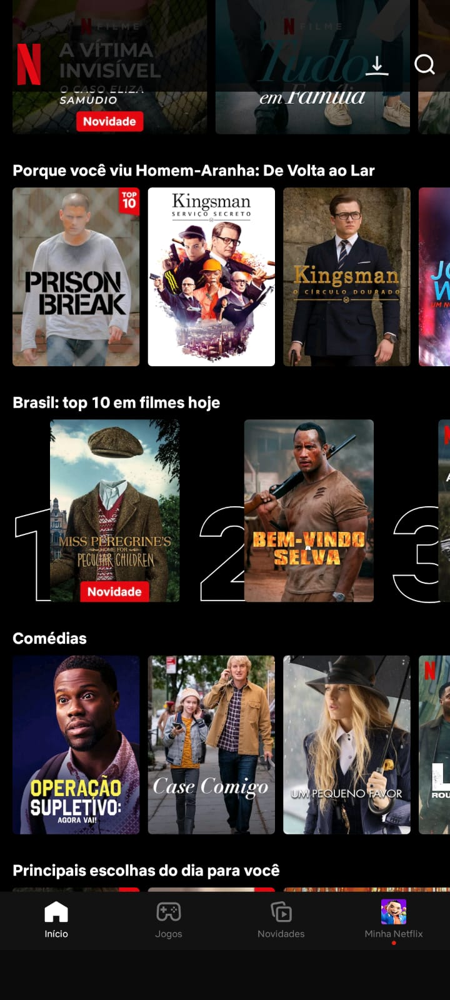 N FILME
A VÍTIMA
INVISÍVEL
O CASO ELIZA
SAMUDIO
Novidade
N FILME
Tudo
em Família
N
Porque você viu Homem-Aranha: De Volta ao Lar
TOP
10
PRISON
BREAK
Kingsman
SERVIÇO SECRETO
Kingsman
O CÍRCULO DOURADO
Brasil: top 10 em filmes hoje
1
MISS PEREGRINE'S
HOME FOR
PECULIAR CHILDREN
Novidade
2
BEM-VINDO
À
SELVA
3
Comédias
OPERAÇÃO
SUPLETIVO:
AGORA VAI!
Case Comigo
UM PEQUENO FAVOR
N
Principais escolhas do dia para você
Início
Jogos
Novidades
Minha Netflix